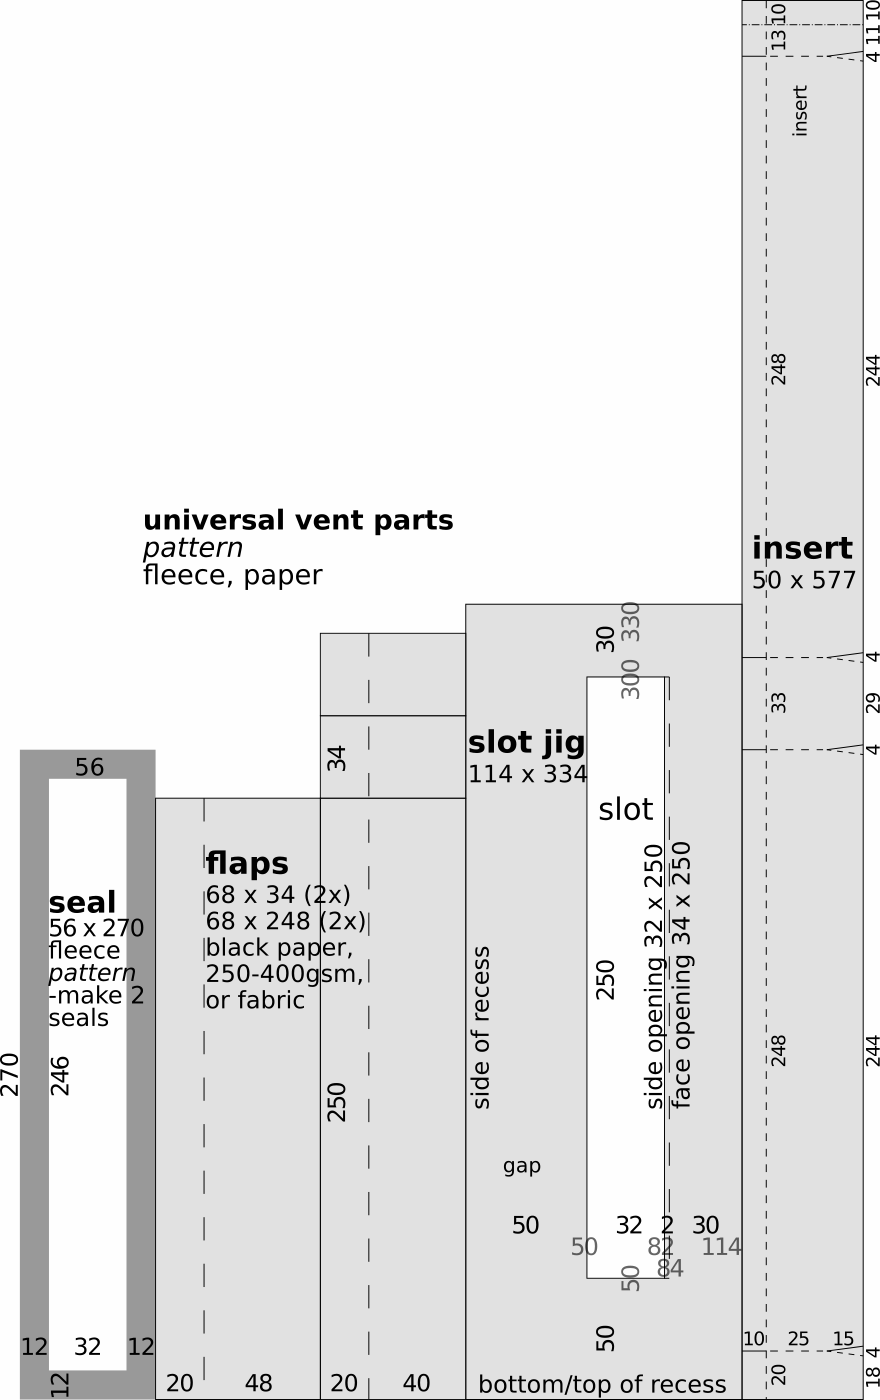 10
10
13
11
4
insert
248
244
universal vent parts
pattern
fleece, paper
insert
50 x 577
30
330
300
4
33
29
4
34
slot jig
114 x 334
slot
56
flaps
68 x 34 (2x)
68 x 248 (2x)
black paper,
250-400gsm,
or fabric
seal
56 x 270
fleece
pattern
-make 2
seals
270
246
250
side of recess
250
side opening 32 x 250
face opening 34 x 250
248
244
gap
50
32
2
30
50
82
114
84
50
50
12
32
12
12
20
48
20
40
bottom/top of recess
10
25
15
4
20
18